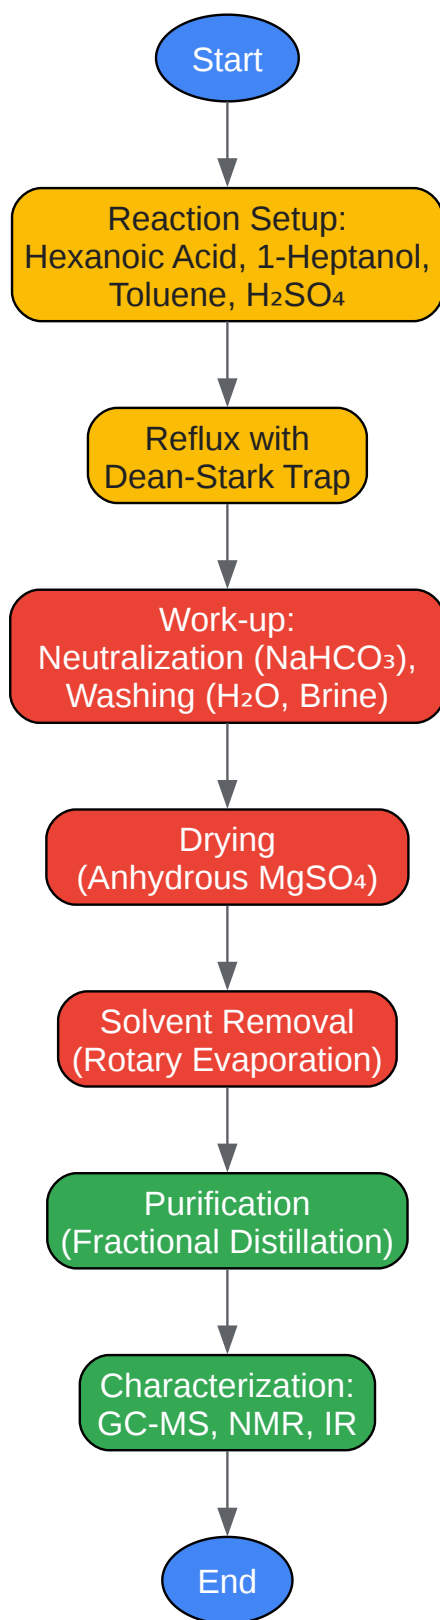 Start
Reaction Setup:
Hexanoic Acid, 1-Heptanol,
Toluene, H₂SO₄
Reflux with
Dean-Stark Trap
Work-up:
Neutralization (NaHCO₃),
Washing (H₂O, Brine)
Drying
(Anhydrous MgSO₄)
Solvent Removal
(Rotary Evaporation)
Purification
(Fractional Distillation)
Characterization:
GC-MS, NMR, IR
End